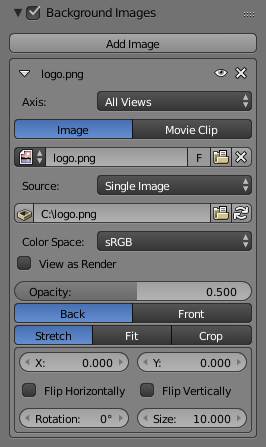 Background Images
Add Image
logo.png
Axis: All Views
Image Movie Clip
logo.png F
Source: Single Image
C:\logo.png
Color Space: sRGB
View as Render
Opacity: 0.500
Back Front
Stretch Fit Crop
X: 0.000 Y: 0.000
Flip Horizontally Flip Vertically
Rotation: 0° Size: 10.000